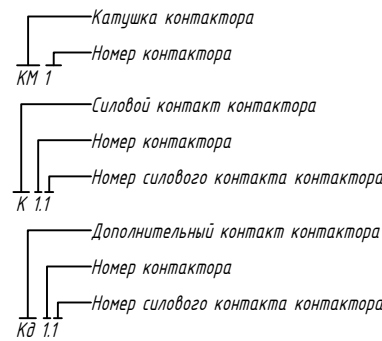 Катушка контактора
Номер контактора
КМ 1
Силовой контакт контактора
Номер контактора
Номер силового контакта контактора
К 1.1
Дополнительный контакт контактора
Номер контактора
Номер силового контакта контактора
Кд 1.1